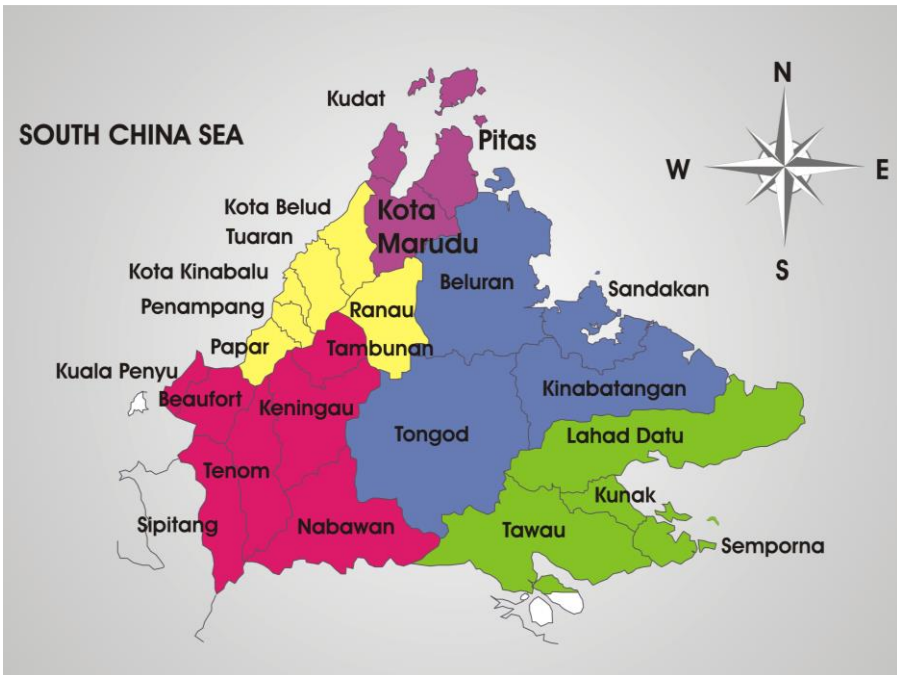 N
Kudat
SOUTH CHINA SEA
Pitas
W
E
Kota Belud
Kota
Marudu
Tuaran
Kota Kinabalu
S
Beluran
Sandakan
Penampang
Ranau
Papar
Tambunan
Kuala Penyu
Beaufort
Keningau
Kinabatangan
Tongod
Lahad Datu
Tenom
Kunak
Sipitang
Nabawan
Tawau
Semporna